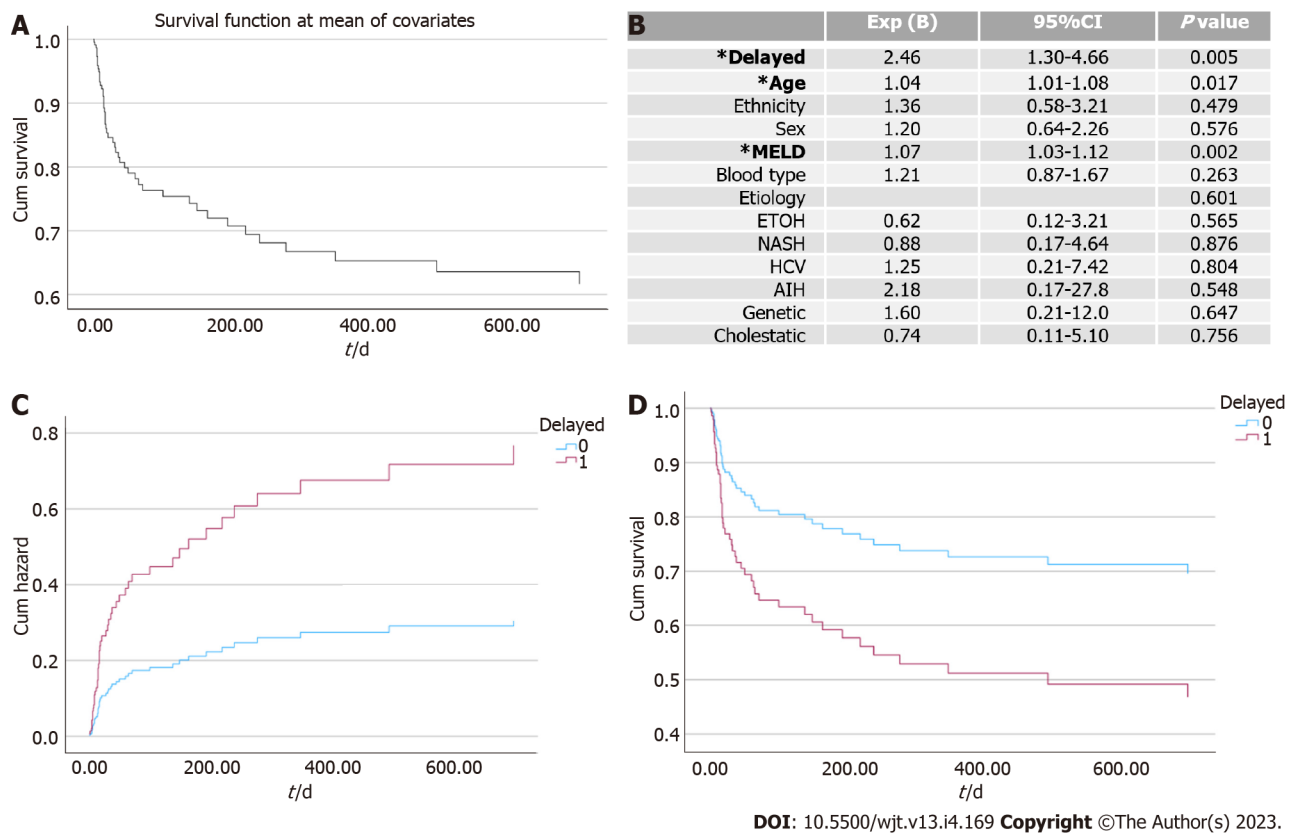 A
Survival function at mean of covariates
1.0
0.9
0.8
0.7
0.6
Cum survival
0.00 200.00 400.00 600.00
t/d
B
Exp (B) 95%CI P value
*Delayed 2.46 1.30-4.66 0.005
*Age 1.04 1.01-1.08 0.017
Ethnicity 1.36 0.58-3.21 0.479
Sex 1.20 0.64-2.26 0.576
*MELD 1.07 1.03-1.12 0.002
Blood type 1.21 0.87-1.67 0.263
Etiology 0.601
ETOH 0.62 0.12-3.21 0.565
NASH 0.88 0.17-4.64 0.876
HCV 1.25 0.21-7.42 0.804
AIH 2.18 0.17-27.8 0.548
Genetic 1.60 0.21-12.0 0.647
Cholestatic 0.74 0.11-5.10 0.756
C
0.8
0.6
0.4
0.2
0.0
Cum hazard
0.00 200.00 400.00 600.00
t/d
Delayed
0
1
D
1.0
0.9
0.8
0.7
0.6
0.5
0.4
Cum survival
0.00 200.00 400.00 600.00
t/d
Delayed
0
1
DOI: 10.5500/wjt.v13.i4.169 Copyright ©The Author(s) 2023.